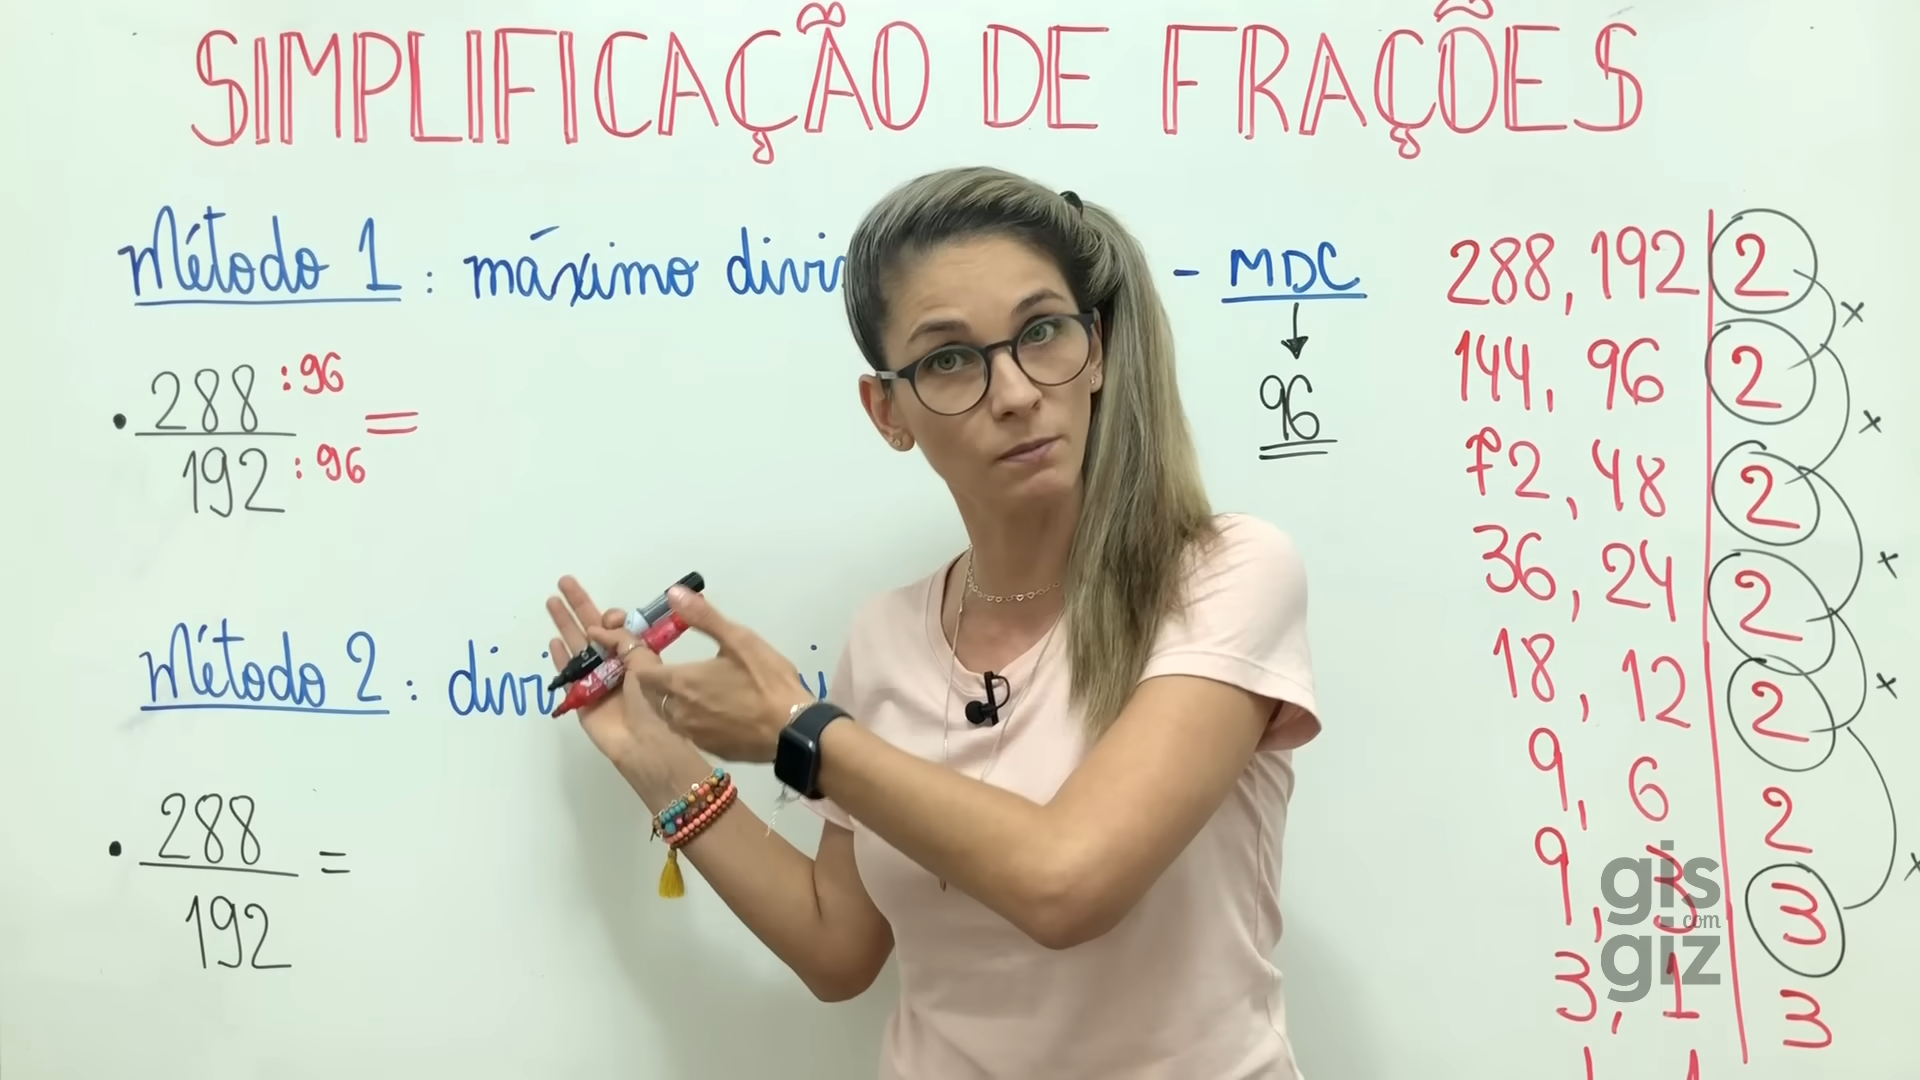 SIMPLIFICAÇÃO DE FRAÇÕES
Método 1 : máximo divi - MDC
96
288 :96 =
192 :96
Método 2 : divi
288 =
192
288, 192 2 x
144, 96 2 x
72, 48 2 x
36, 24 2 x
18, 12 2 x
9, 6 2
9, 3 3
3, 1 3
gis
com
giz